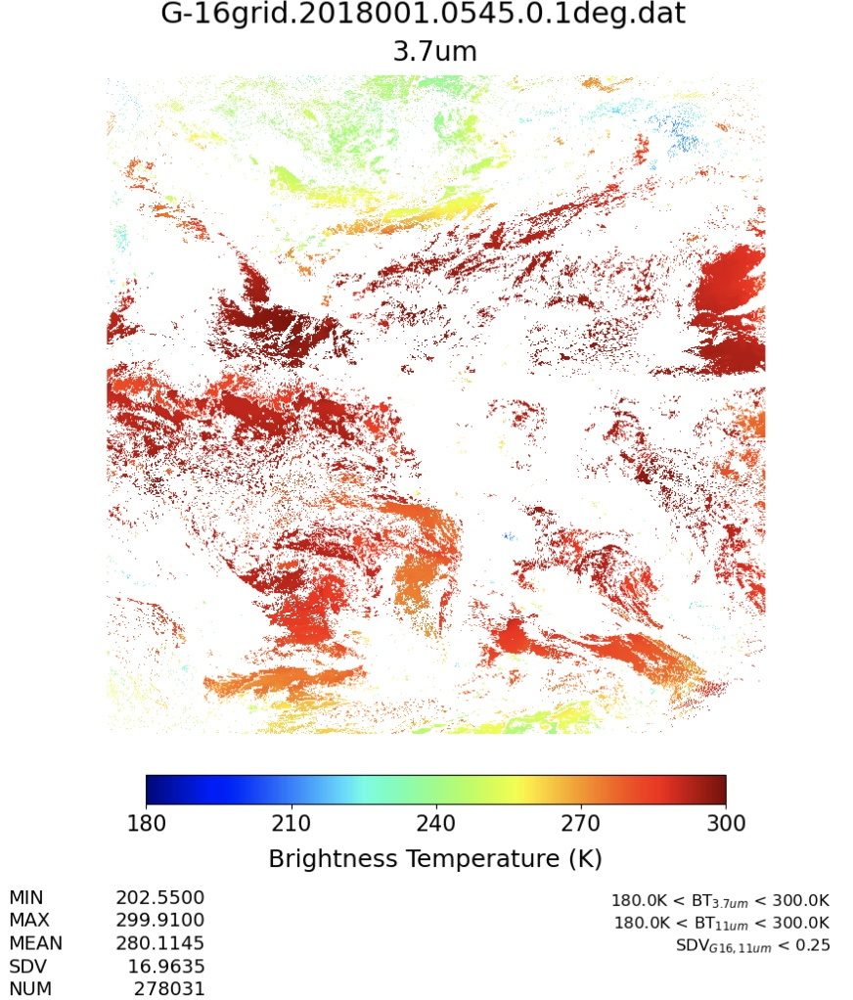 G-16grid.2018001.0545.0.1deg.dat
3.7um
180 210 240 270 300
Brightness Temperature (K)
MIN 202.5500
MAX 299.9100
MEAN 280.1145
SDV 16.9635
NUM 278031
180.0K < BT3.7um < 300.0K
180.0K < BT11um < 300.0K
SDVG16,11um < 0.25